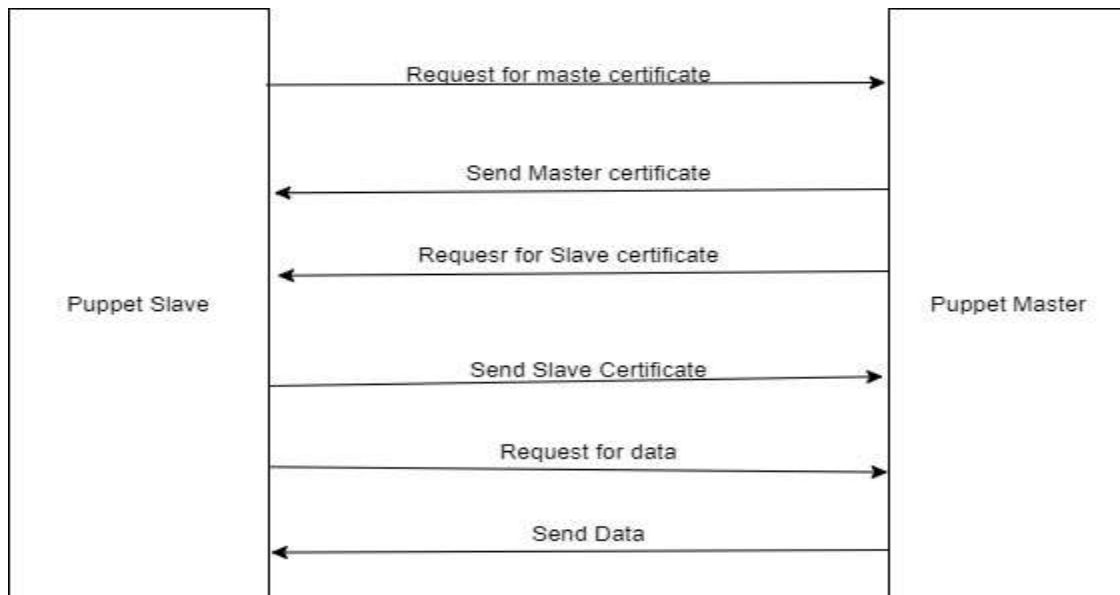 Request for maste certificate
Send Master certificate
Requesr for Slave certificate
Puppet Slave
Puppet Master
Send Slave Certificate
Request for data
Send Data